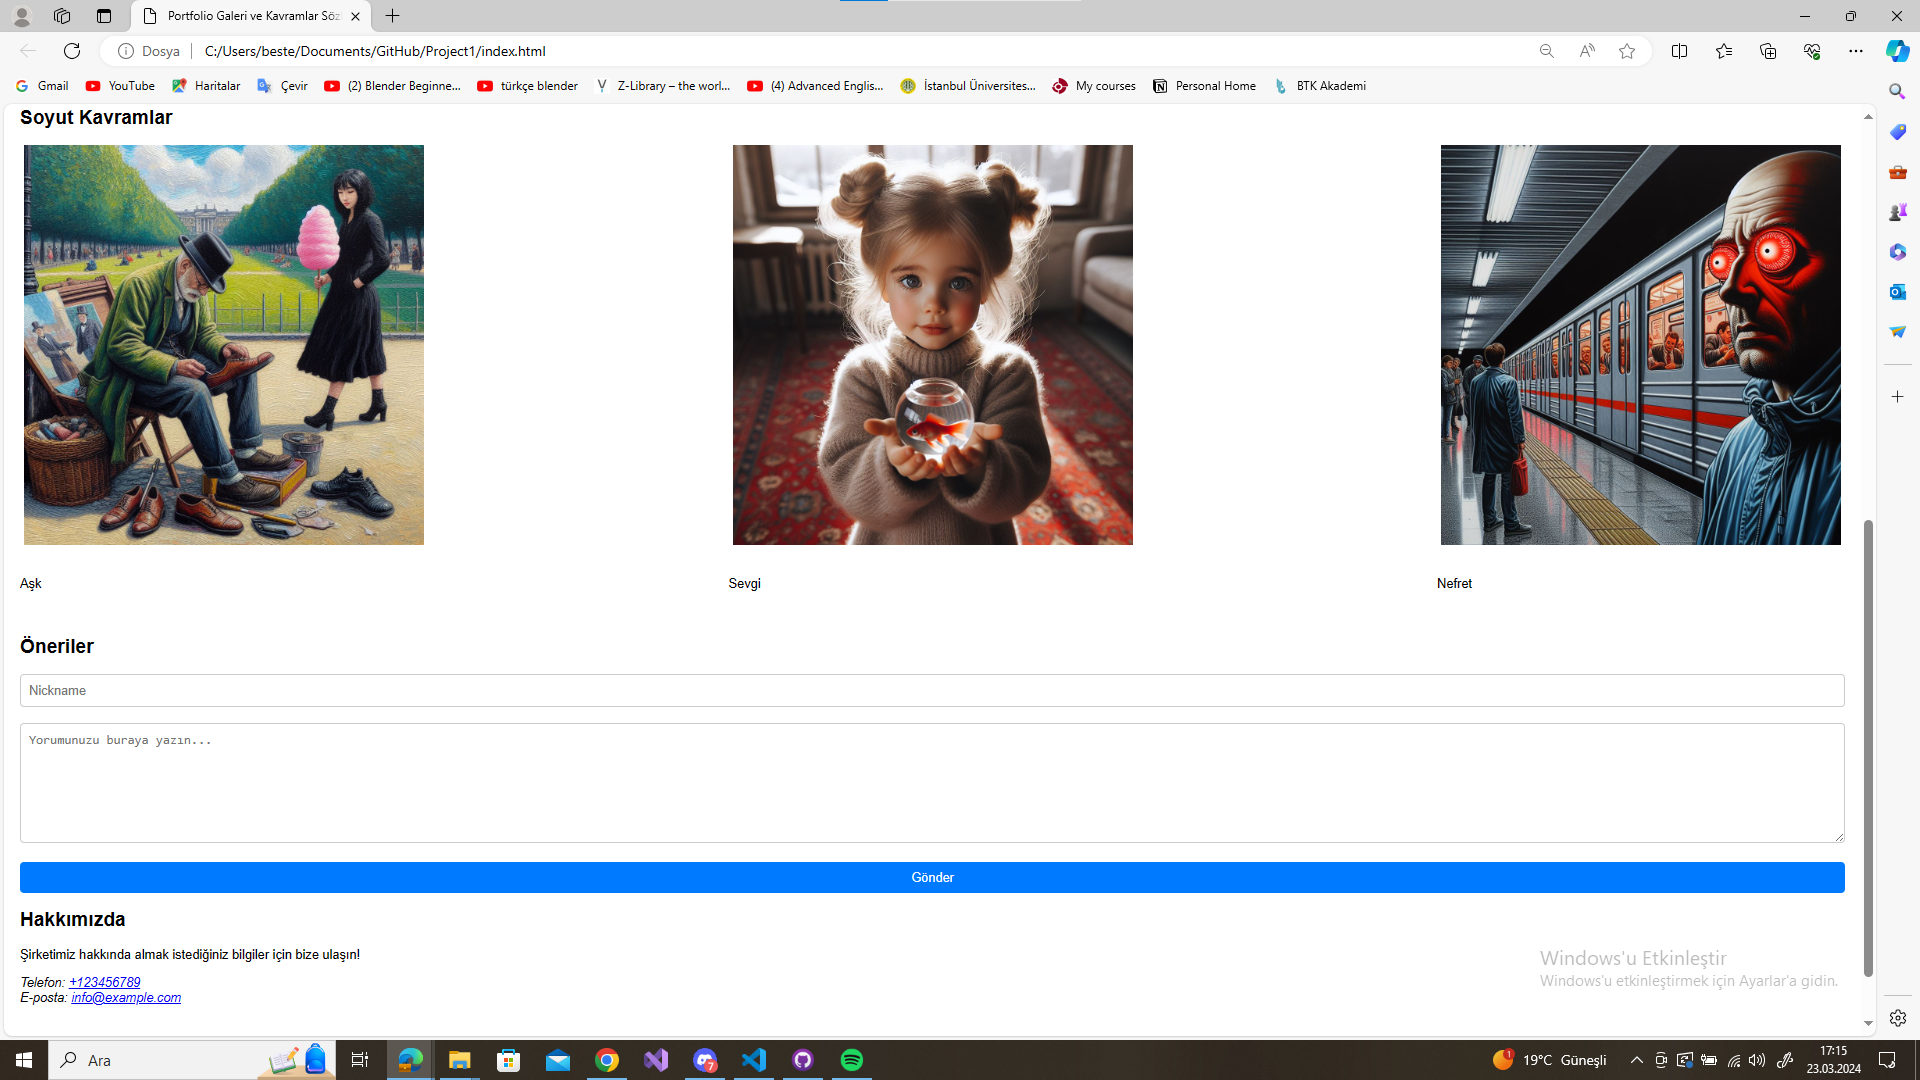 Portfolio Galeri ve Kavramlar Söz
Dosya
C:/Users/beste/Documents/GitHub/Project1/index.html
Gmail
YouTube
Haritalar
Çevir
(2) Blender Beginne...
türkçe blender
Z-Library – the worl...
(4) Advanced Englis...
İstanbul Üniversites...
My courses
Personal Home
BTK Akademi
Soyut Kavramlar
Aşk
Sevgi
Nefret
Öneriler
Nickname
Yorumunuzu buraya yazın...
Gönder
Hakkımızda
Şirketimiz hakkında almak istediğiniz bilgiler için bize ulaşın!
Telefon: +123456789
E-posta: info@example.com
Windows'u Etkinleştir
Windows'u etkinleştirmek için Ayarlar'a gidin.
Ara
7
1
19°C Güneşli
17:15
23.03.2024